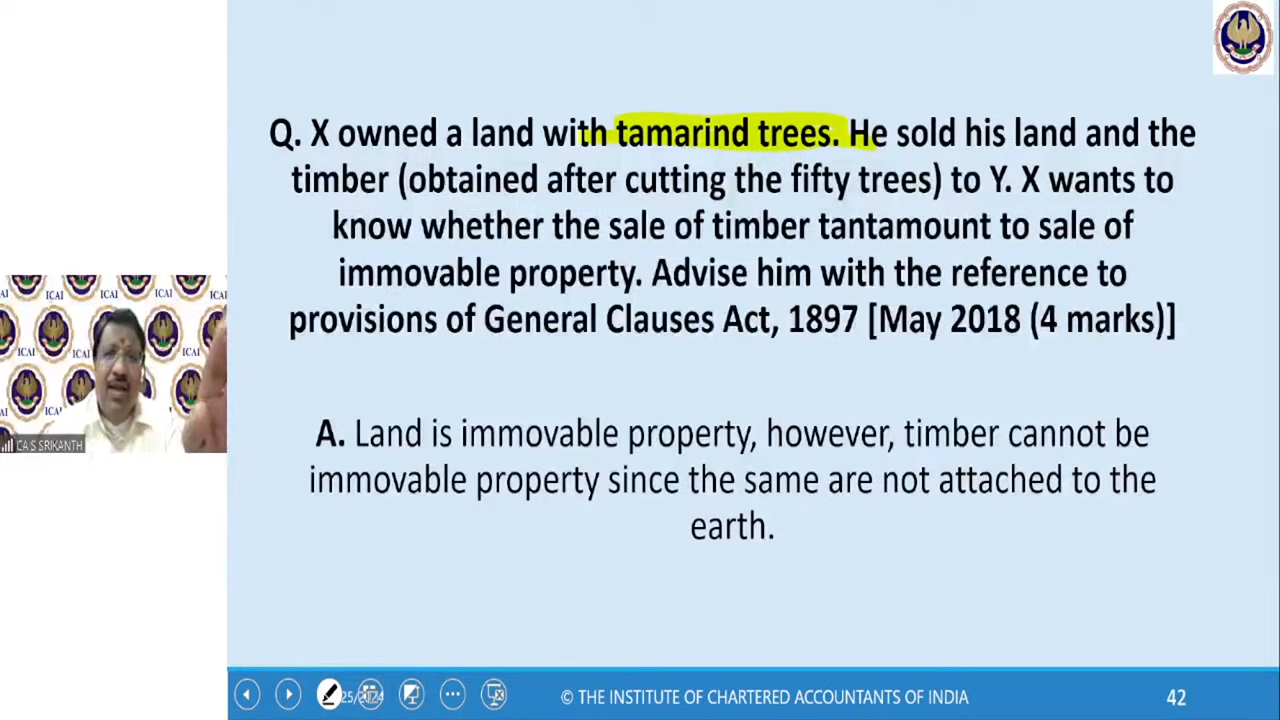 Q. X owned a land with tamarind trees. He sold his land and the
timber (obtained after cutting the fifty trees) to Y. X wants to
know whether the sale of timber tantamount to sale of
immovable property. Advise him with the reference to
provisions of General Clauses Act, 1897 [May 2018 (4 marks)]
A. Land is immovable property, however, timber cannot be
immovable property since the same are not attached to the
earth.
ICAI
ICAI
ICAI
ICAI
CA S SRIKANTH
© THE INSTITUTE OF CHARTERED ACCOUNTANTS OF INDIA
42